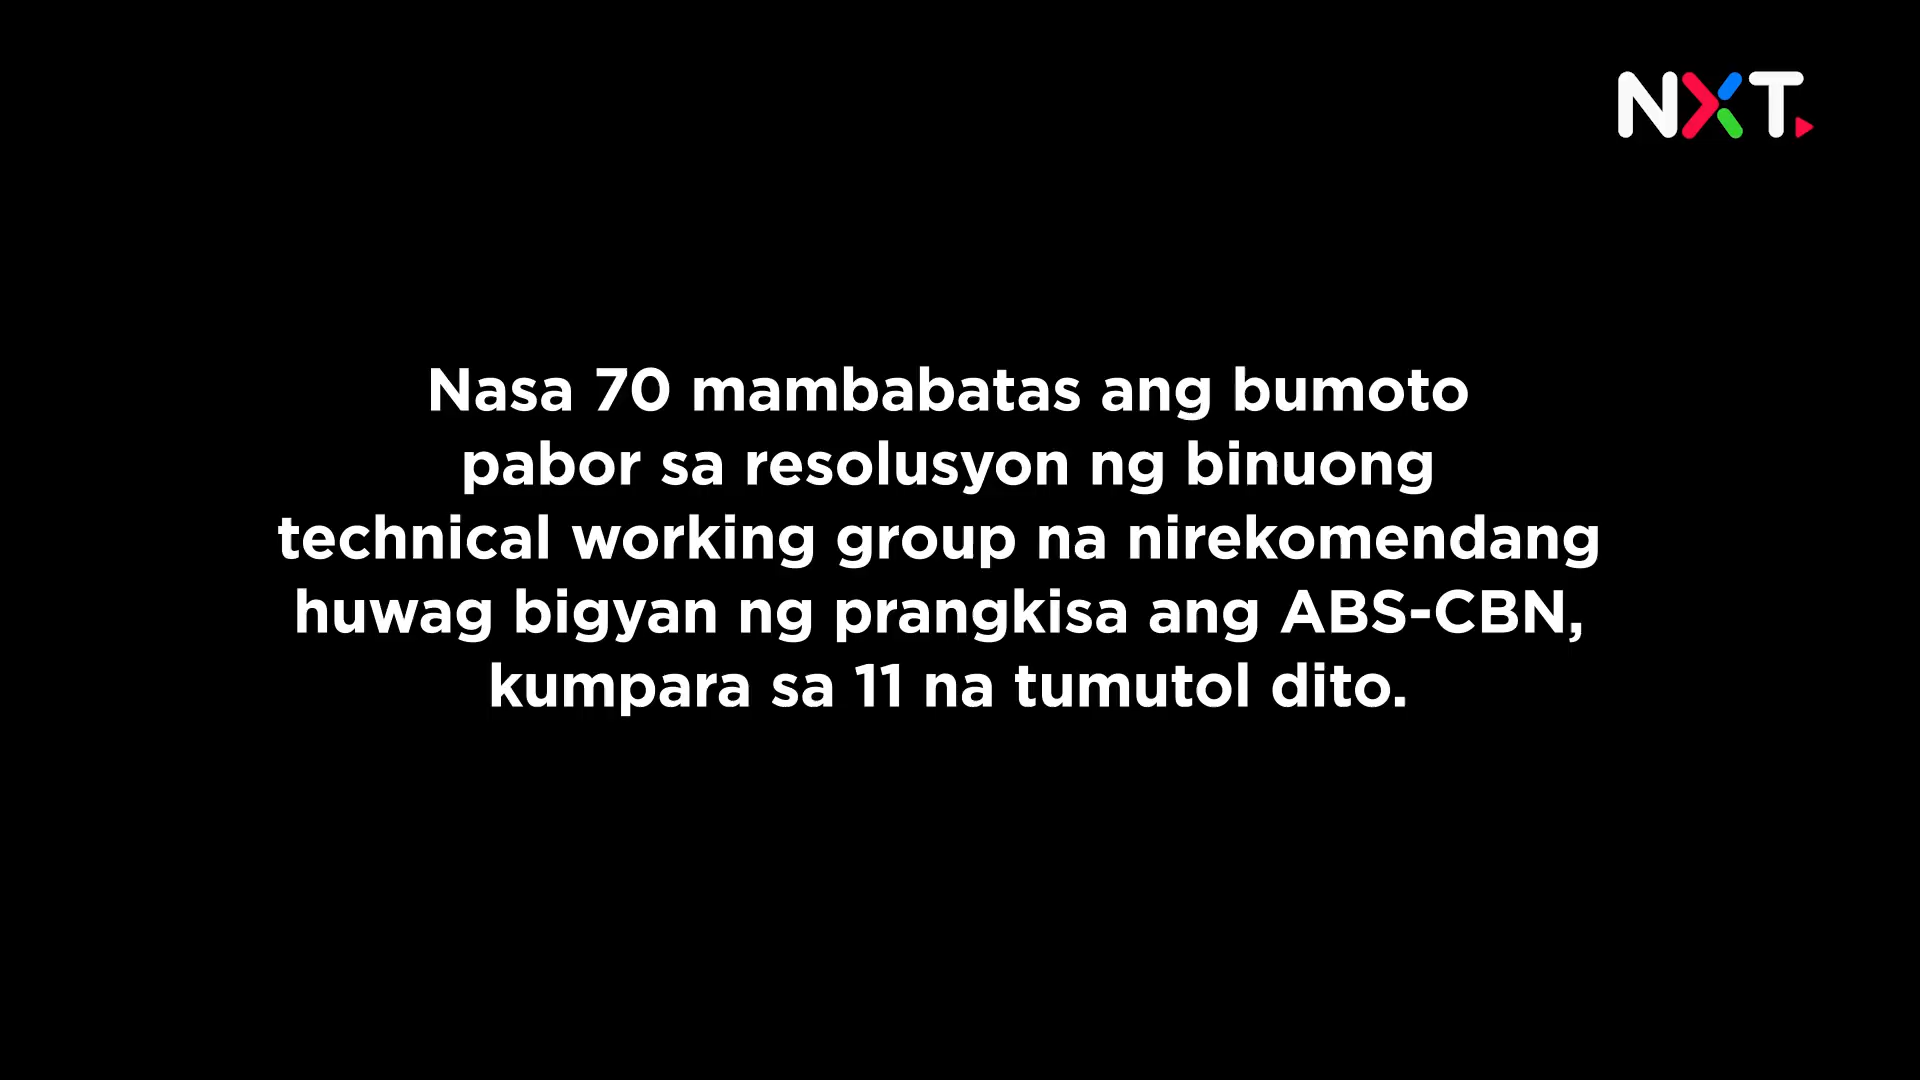 NXT
Nasa 70 mambabatas ang bumoto
pabor sa resolusyon ng binuong
technical working group na nirekomendang
huwag bigyan ng prangkisa ang ABS-CBN,
kumpara sa 11 na tumutol dito.